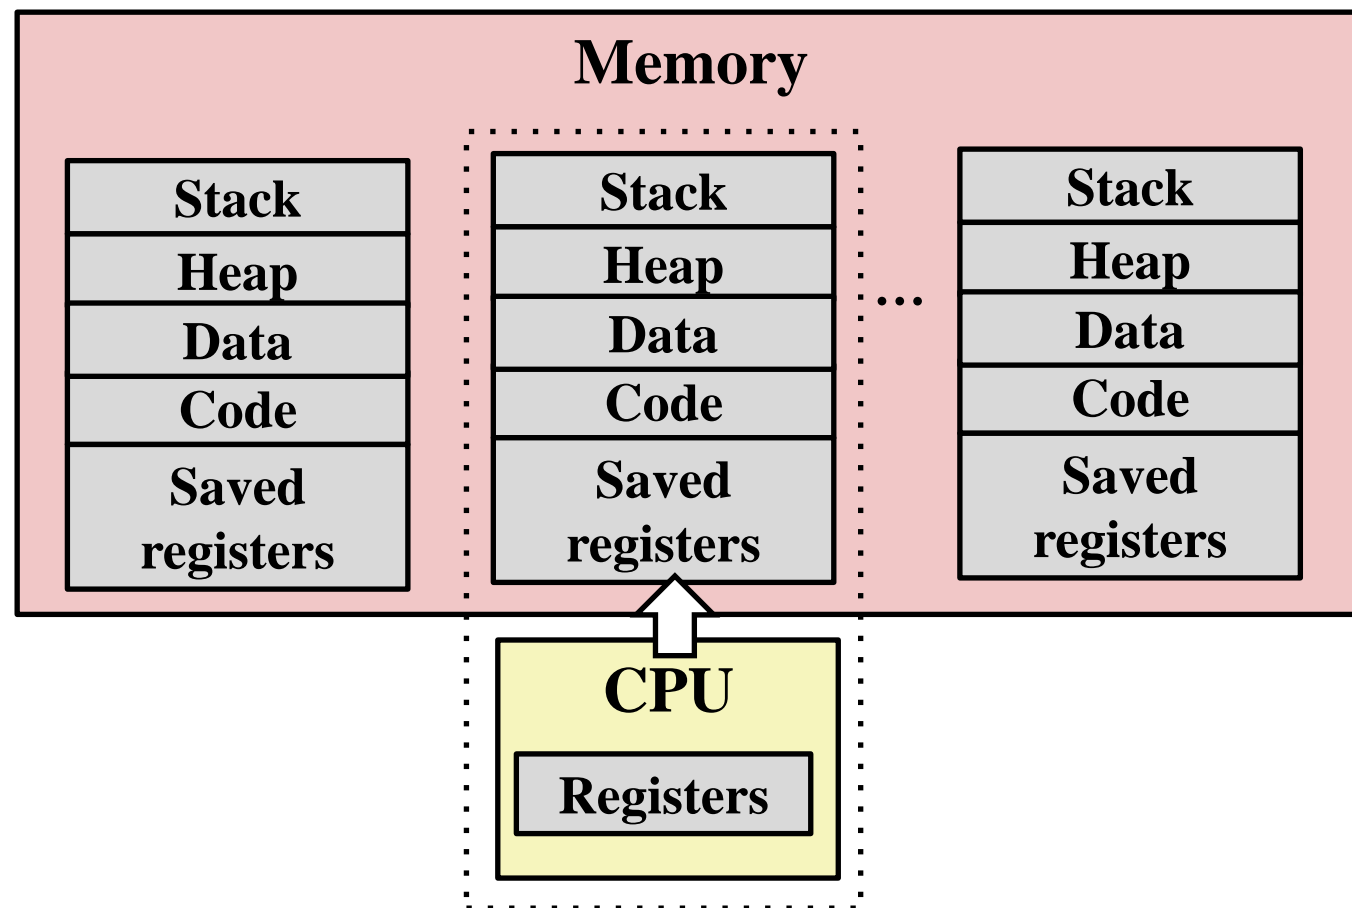 Memory
Stack
Heap
Data
Code
Saved
registers
Stack
Heap
Data
Code
Saved
registers
...
Stack
Heap
Data
Code
Saved
registers
CPU
Registers